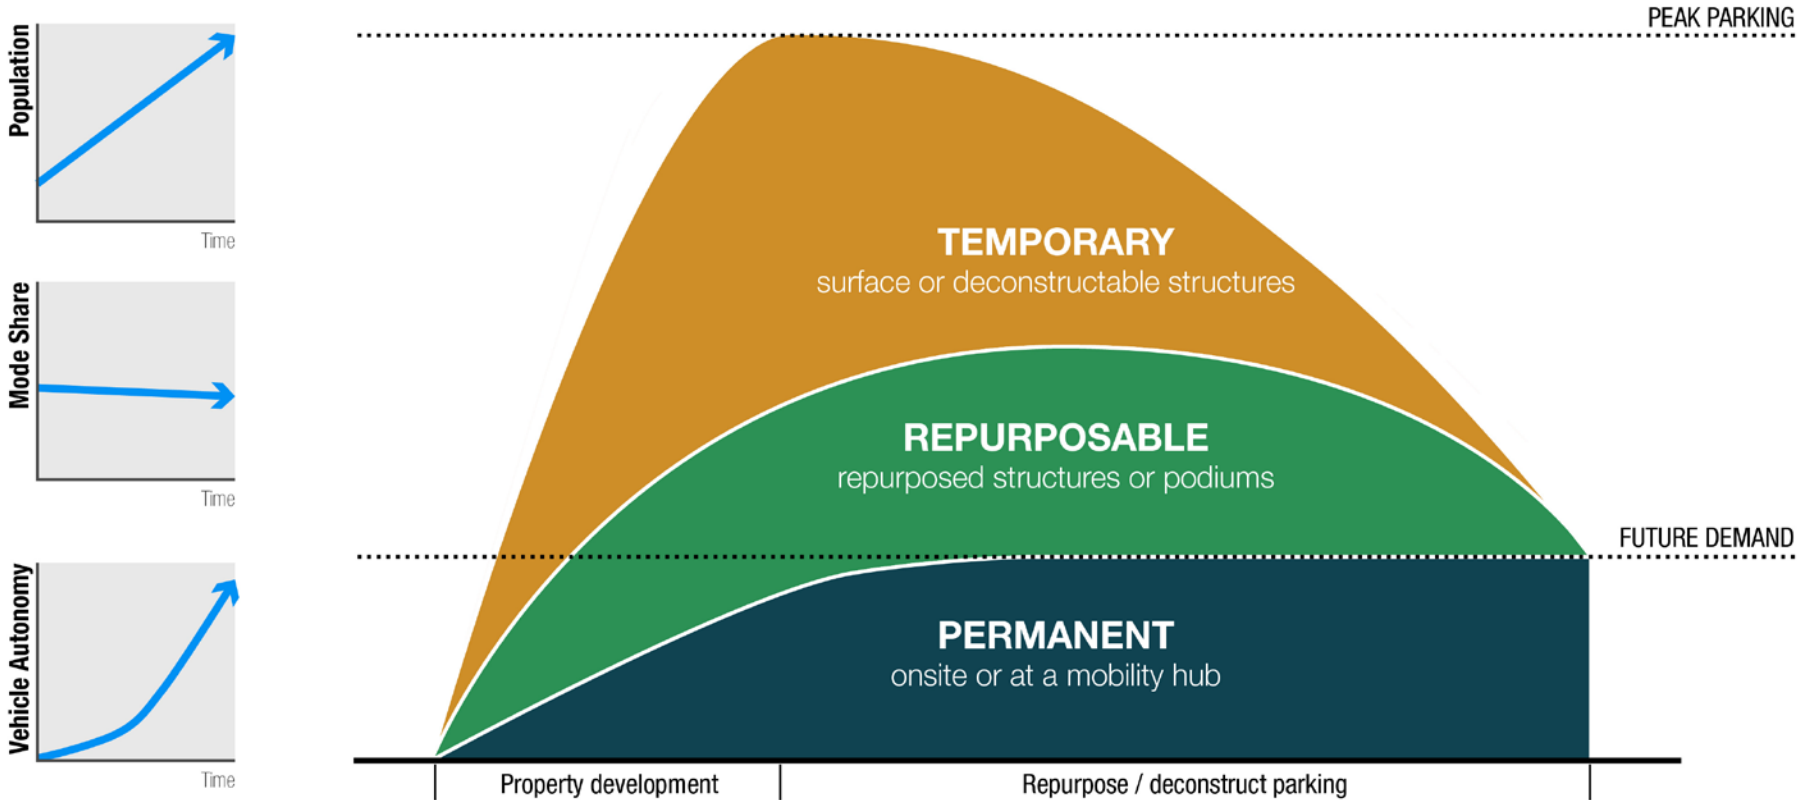 Population
Time
Mode Share
Time
Vehicle Autonomy
Time
PEAK PARKING
TEMPORARY
surface or deconstructable structures
REPURPOSABLE
repurposed structures or podiums
FUTURE DEMAND
PERMANENT
onsite or at a mobility hub
Property development
Repurpose / deconstruct parking